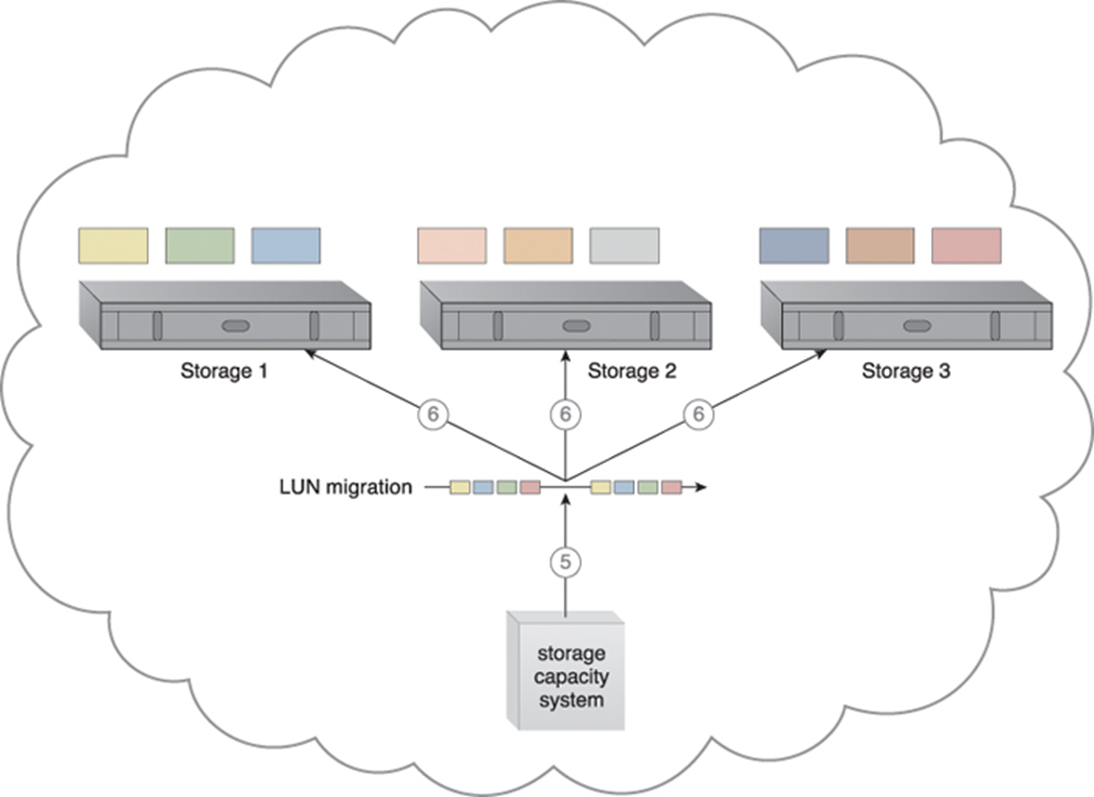 Storage 1
Storage 2
Storage 3
6
6
6
LUN migration
5
storage
capacity
system